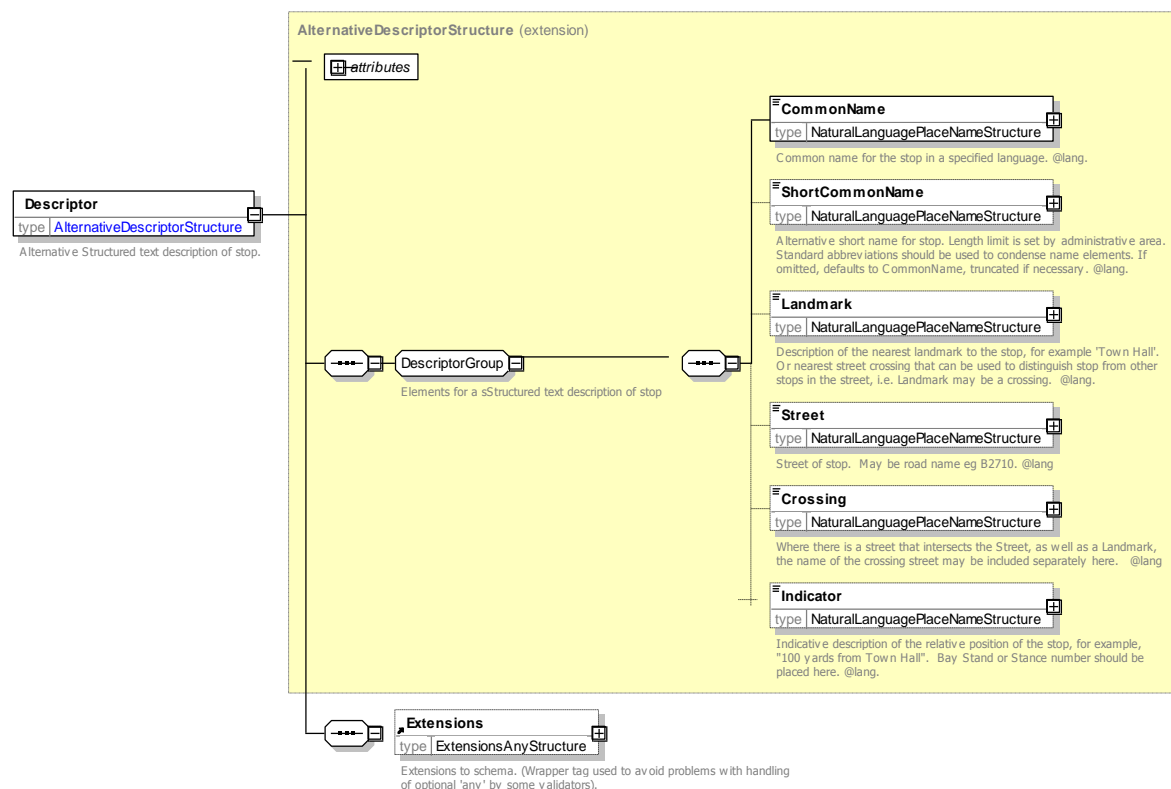 AlternativeDescriptorStructure (extension)
attributes
CommonName
type NaturalLanguagePlaceNameStructure
Common name for the stop in a specified language. @lang.
ShortCommonName
type NaturalLanguagePlaceNameStructure
Alternative short name for stop. Length limit is set by administrative area.
Standard abbreviations should be used to condense name elements. If
omitted, defaults to CommonName, truncated if necessary. @lang.
Descriptor
type AlternativeDescriptorStructure
Alternative Structured text description of stop.
Landmark
type NaturalLanguagePlaceNameStructure
Description of the nearest landmark to the stop, for example 'Town Hall'.
Or nearest street crossing that can be used to distinguish stop from other
stops in the street, i.e. Landmark may be a crossing. @lang.
DescriptorGroup
Elements for a sStructured text description of stop
Street
type NaturalLanguagePlaceNameStructure
Street of stop. May be road name eg B2710. @lang
Crossing
type NaturalLanguagePlaceNameStructure
Where there is a street that intersects the Street, as well as a Landmark,
the name of the crossing street may be included separately here. @lang
Indicator
type NaturalLanguagePlaceNameStructure
Indicative description of the relative position of the stop, for example,
"100 yards from Town Hall". Bay Stand or Stance number should be
placed here. @lang.
Extensions
type ExtensionsAnyStructure
Extensions to schema. (Wrapper tag used to avoid problems with handling
of optional 'any' by some validators).